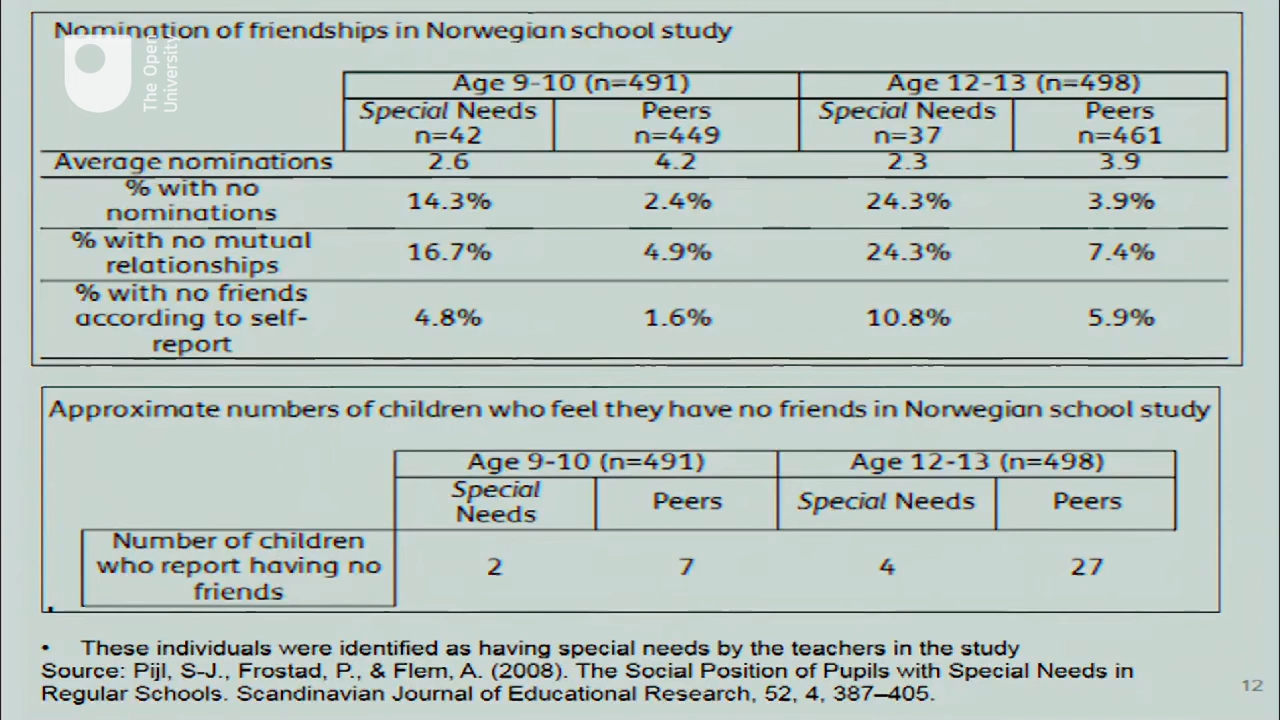 Nomination of friendships in Norwegian school study
The Open
University
Age 9-10 (n=491) Age 12-13 (n=498)
Special Needs Peers Special Needs Peers
n=42 n=449 n=37 n=461
Average nominations 2.6 4.2 2.3 3.9
% with no
nominations 14.3% 2.4% 24.3% 3.9%
% with no mutual
relationships 16.7% 4.9% 24.3% 7.4%
% with no friends
according to self- 4.8% 1.6% 10.8% 5.9%
report
Approximate numbers of children who feel they have no friends in Norwegian school study
Age 9-10 (n=491) Age 12-13 (n=498)
Special
Needs Peers Special Needs Peers
Number of children
who report having no 2 7 4 27
friends
• These individuals were identified as having special needs by the teachers in the study
Source: Pijl, S-J., Frostad, P., & Flem, A. (2008). The Social Position of Pupils with Special Needs in
Regular Schools. Scandinavian Journal of Educational Research, 52, 4, 387–405.
12